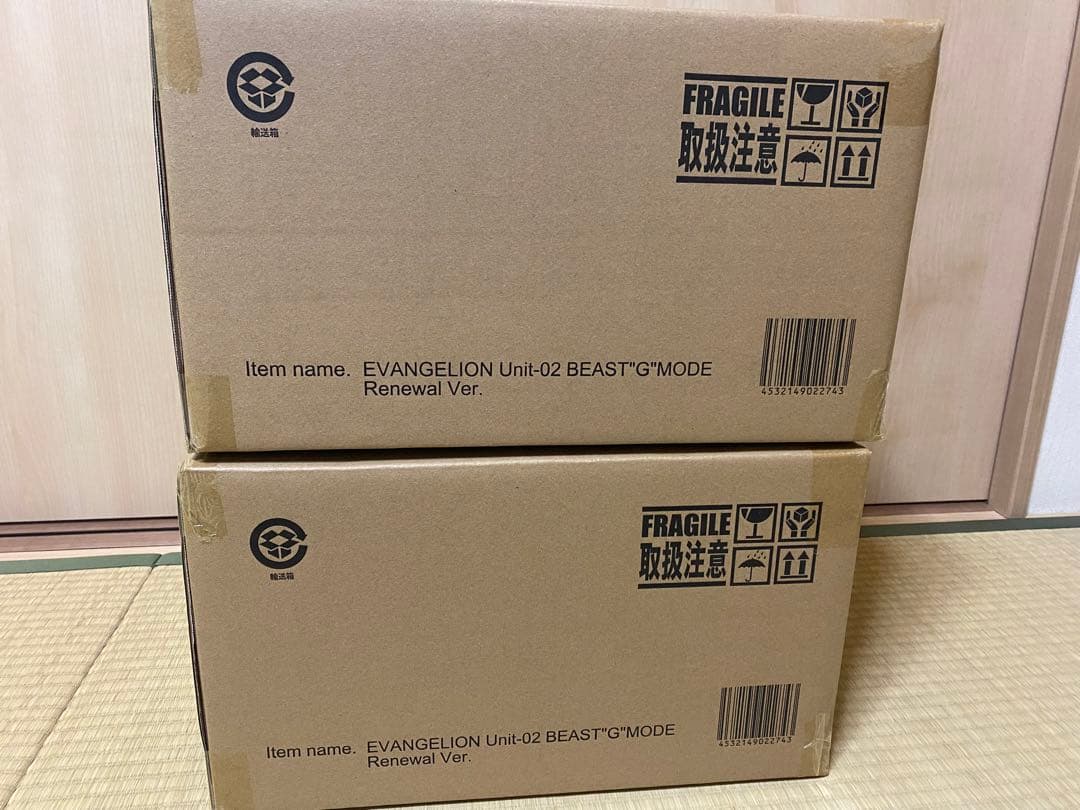 輸送箱
FRAGILE
取扱注意
Item name. EVANGELION Unit-02 BEAST"G"MODE
Renewal Ver.
4532149022743
輸送箱
FRAGILE
取扱注意
Item name. EVANGELION Unit-02 BEAST"G"MODE
Renewal Ver.
4532149022743